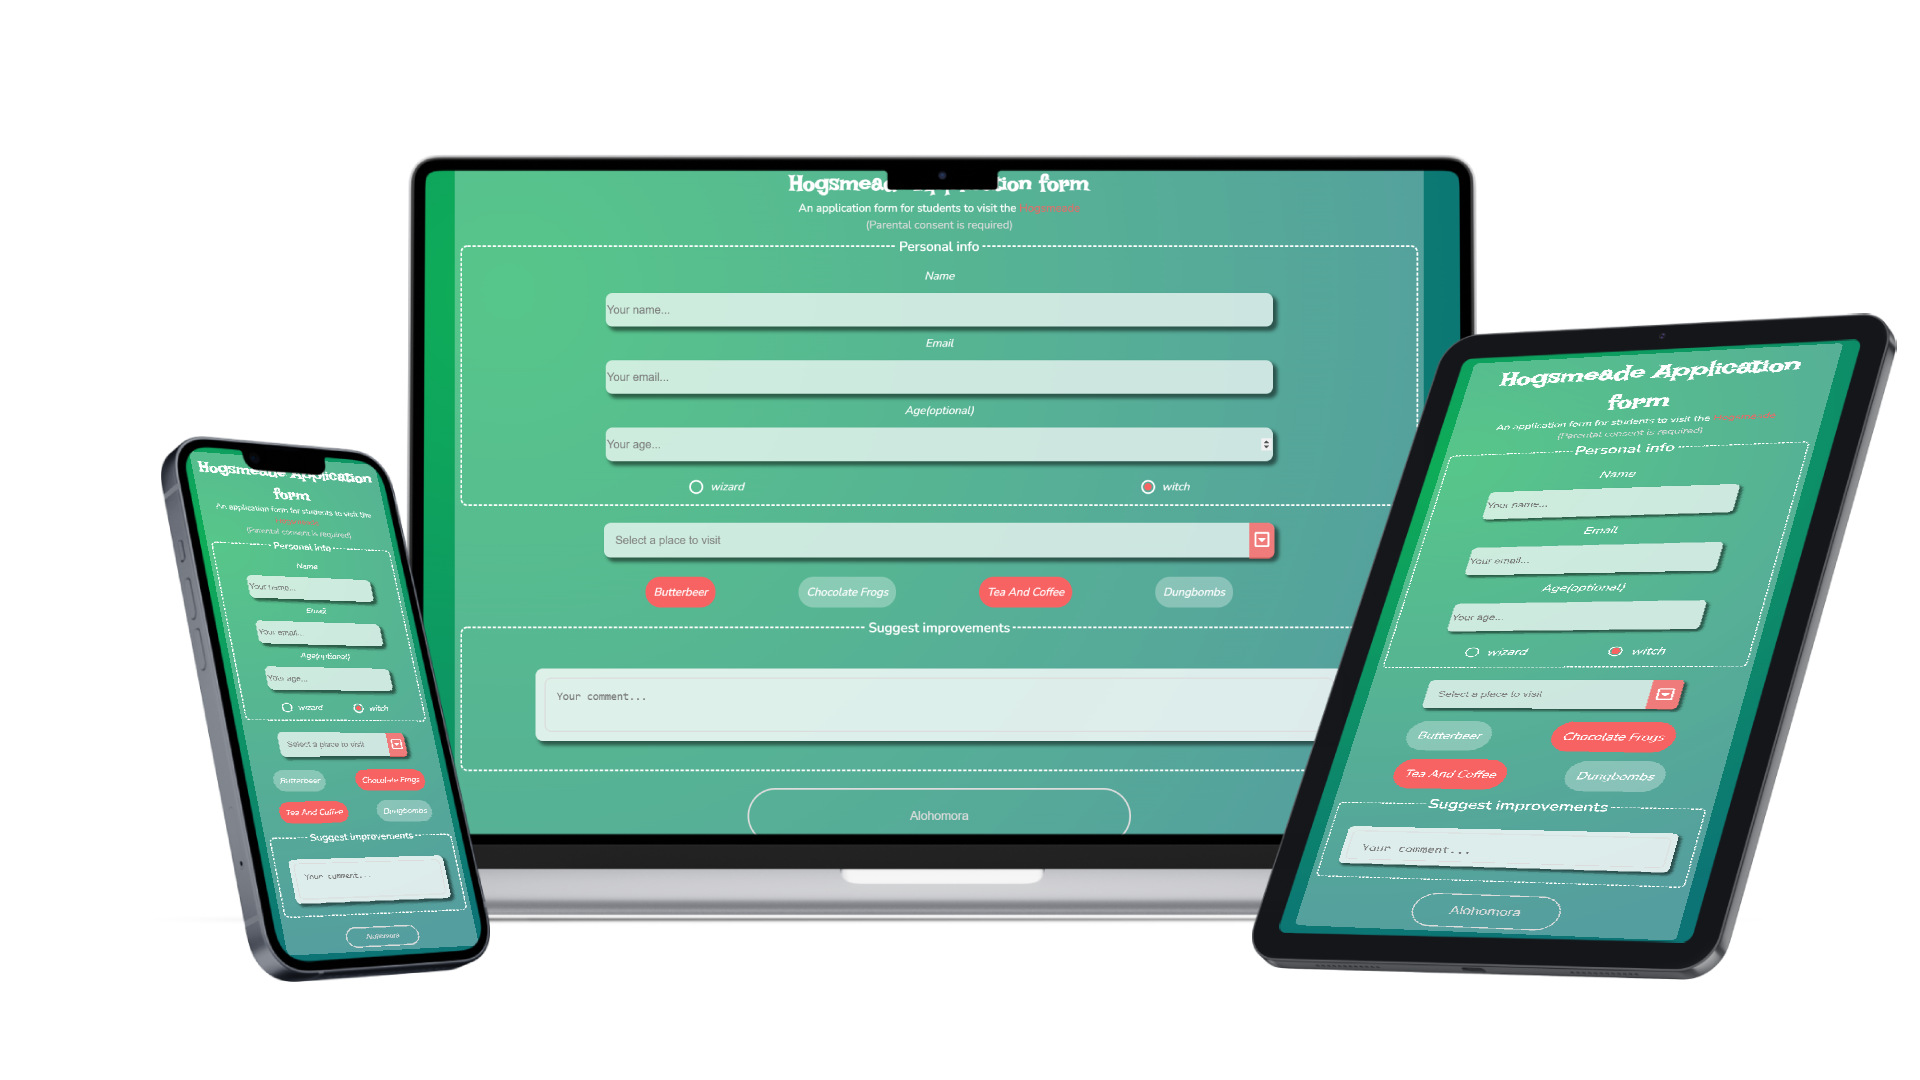 Hogsmeade Application form
An application form for students to visit the Hogsmeade
(Parental consent is required)
Personal info
Name
Your name...
Email
Your email...
Age(optional)
Your age...
wizard
witch
Select a place to visit
Butterbeer
Chocolate Frogs
Tea And Coffee
Dungbombs
Suggest improvements
Your comment...
Alohomora
Hogsmeade Application
form
An application form for students to visit the
(Parental consent is required)
Personal info
Name
Your name...
Email
Your email...
Age(optional)
Your age...
wizard
witch
Select a place to visit
Butterbeer
Chocolate Frogs
Tea And Coffee
Dungbombs
Suggest improvements
Your comment...
Alohomora
Hogsmeade Application
form
An application form for students to visit the
(Parental consent is required)
Personal info
Name
Your name...
Email
Your email...
Age(optional)
Your age...
wizard
witch
Select a place to visit
Butterbeer
Chocolate Frogs
Tea And Coffee
Dungbombs
Suggest improvements
Your comment...
Alohomora